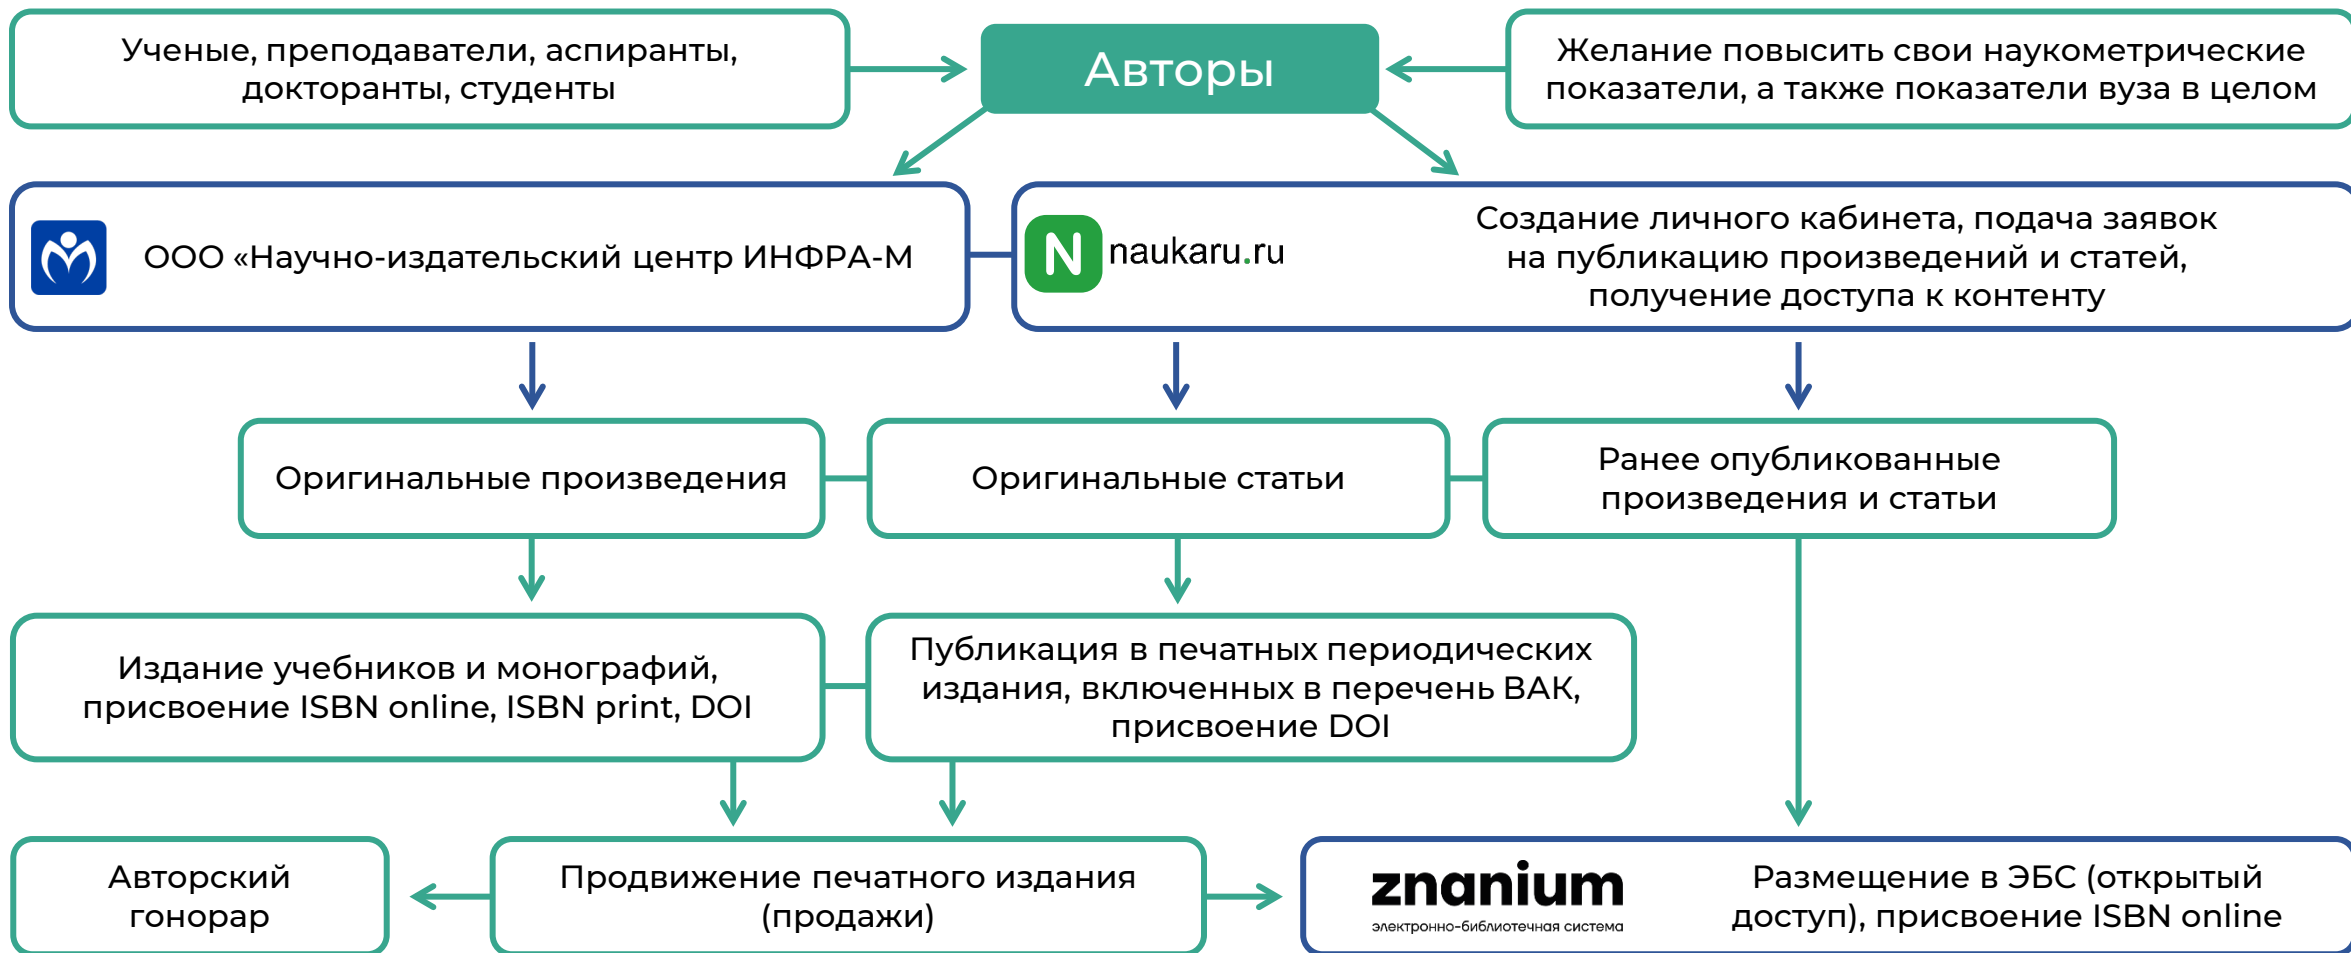 Ученые, преподаватели, аспиранты,
докторанты, студенты
Авторы
Желание повысить свои наукометрические
показатели, а также показатели вуза в целом
ООО «Научно-издательский центр ИНФРА-М
N naukaru.ru
Создание личного кабинета, подача заявок
на публикацию произведений и статей,
получение доступа к контенту
Оригинальные произведения
Оригинальные статьи
Ранее опубликованные
произведения и статьи
Издание учебников и монографий,
присвоение ISBN online, ISBN print, DOI
Публикация в печатных периодических
издания, включенных в перечень ВАК,
присвоение DOI
Авторский
гонорар
Продвижение печатного издания
(продажи)
znanium
электронно-библиотечная система
Размещение в ЭБС (открытый
доступ), присвоение ISBN online